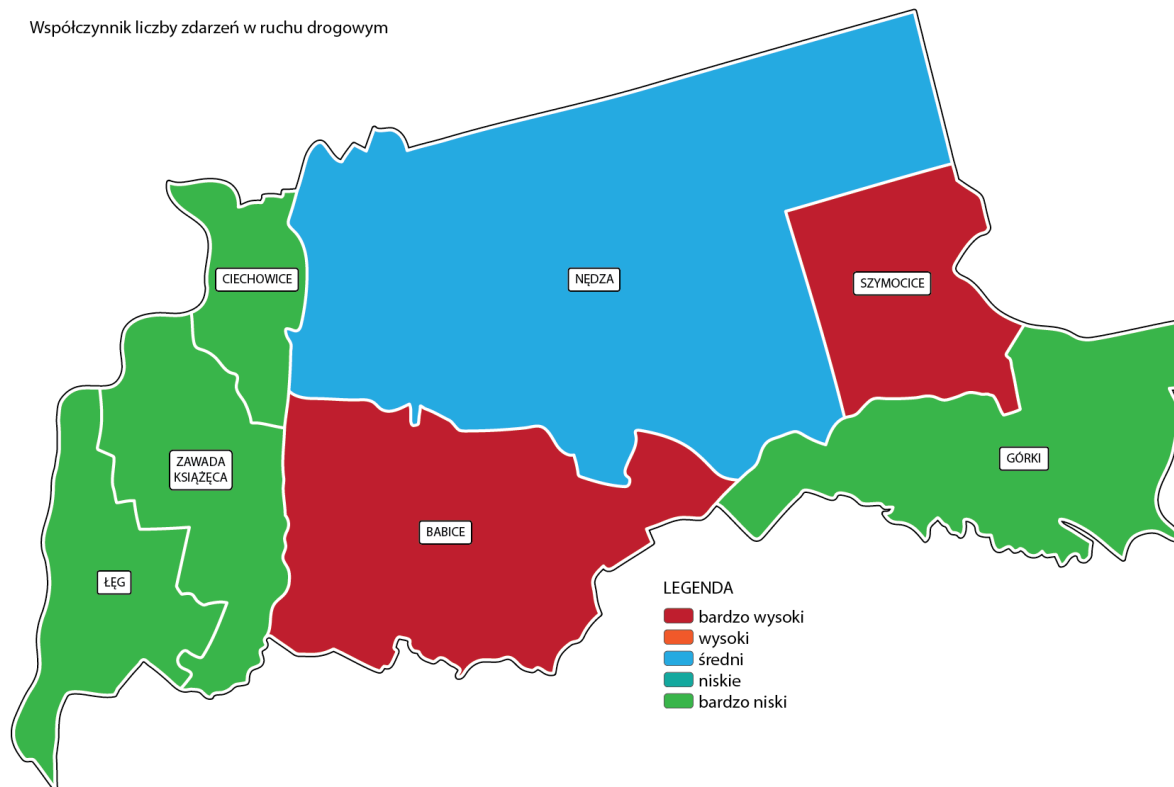 Współczynnik liczby zdarzeń w ruchu drogowym
CIECHOWICE
NĘDZA
SZYMOCICE
ZAWADA
KSIĄŻĘCA
GÓRKI
BABICE
ŁĘG
LEGENDA
bardzo wysoki
wysoki
średni
niskie
bardzo niski